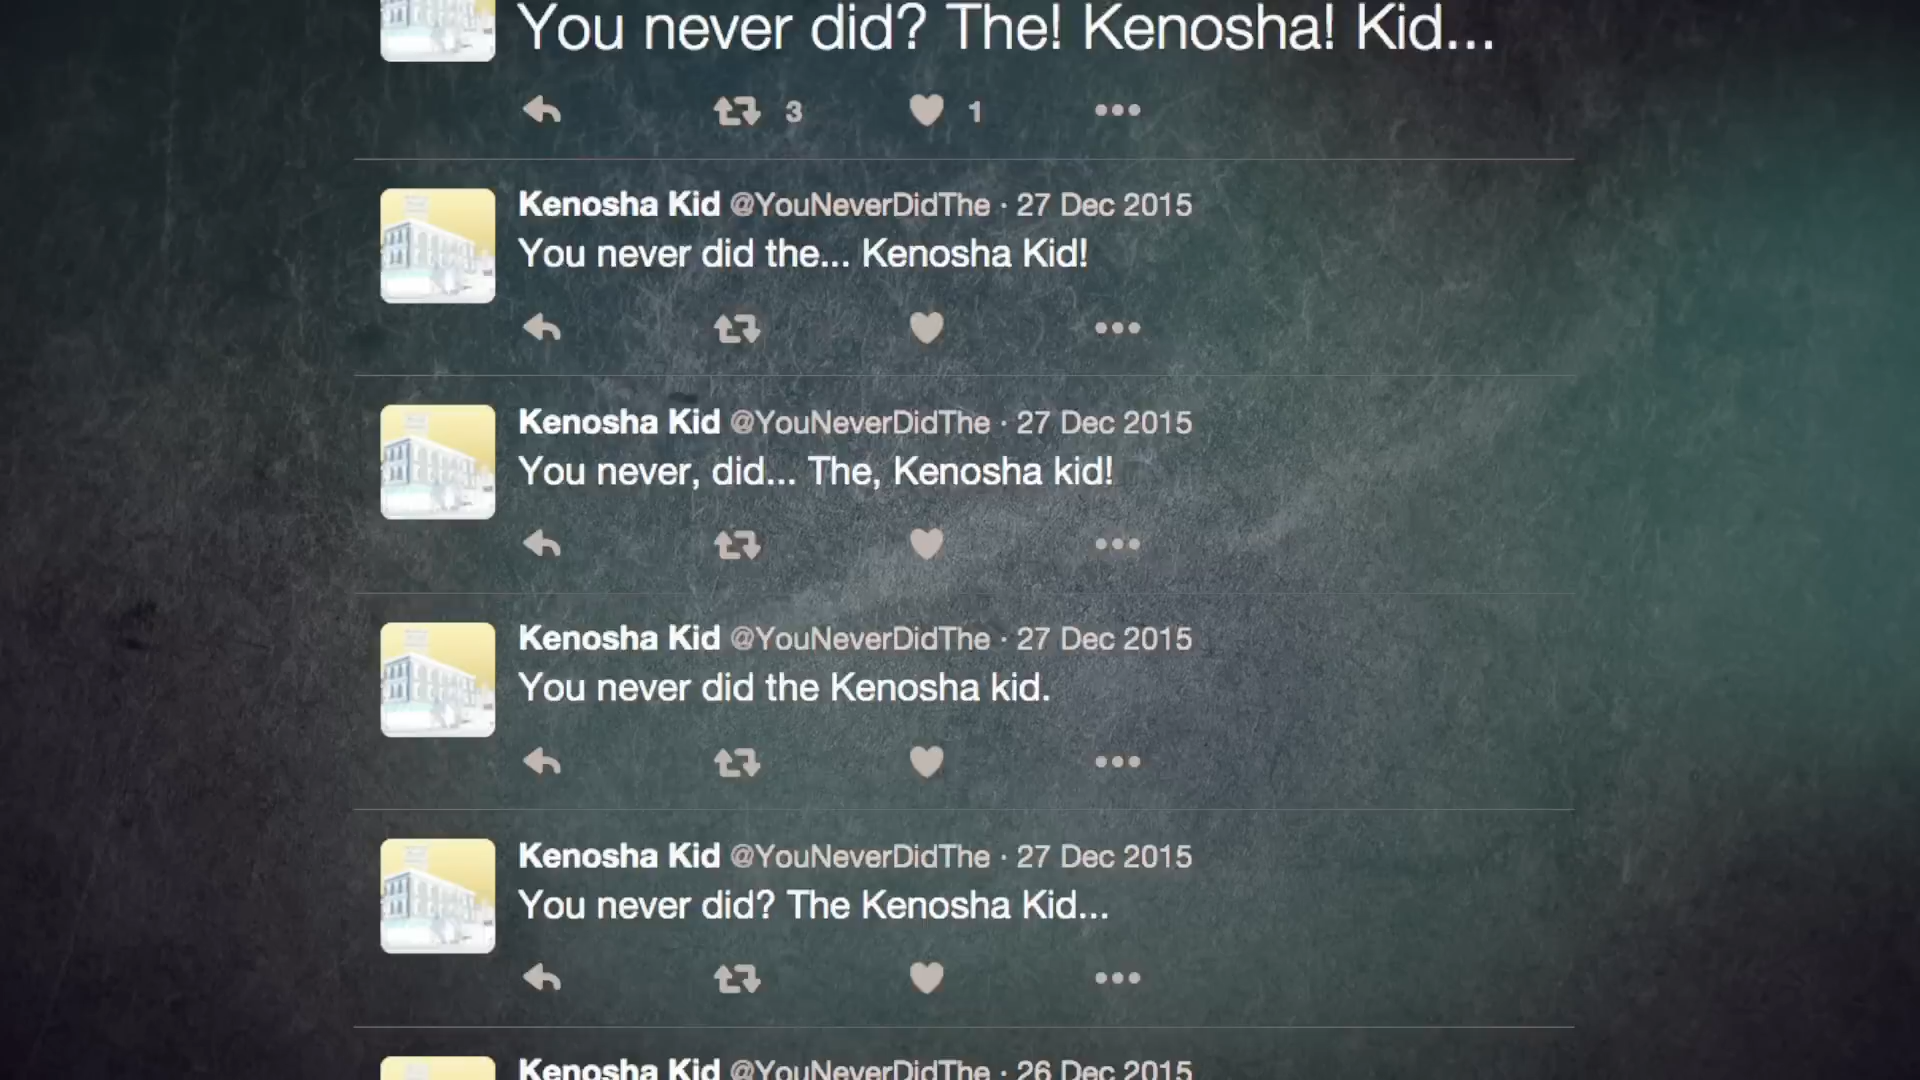 You never did? The! Kenosha! Kid...
3 1
Kenosha Kid @YouNeverDidThe · 27 Dec 2015
You never did the... Kenosha Kid!
Kenosha Kid @YouNeverDidThe · 27 Dec 2015
You never, did... The, Kenosha kid!
Kenosha Kid @YouNeverDidThe · 27 Dec 2015
You never did the Kenosha kid.
Kenosha Kid @YouNeverDidThe · 27 Dec 2015
You never did? The Kenosha Kid...
Kenosha Kid @YouNeverDidThe · 26 Dec 2015